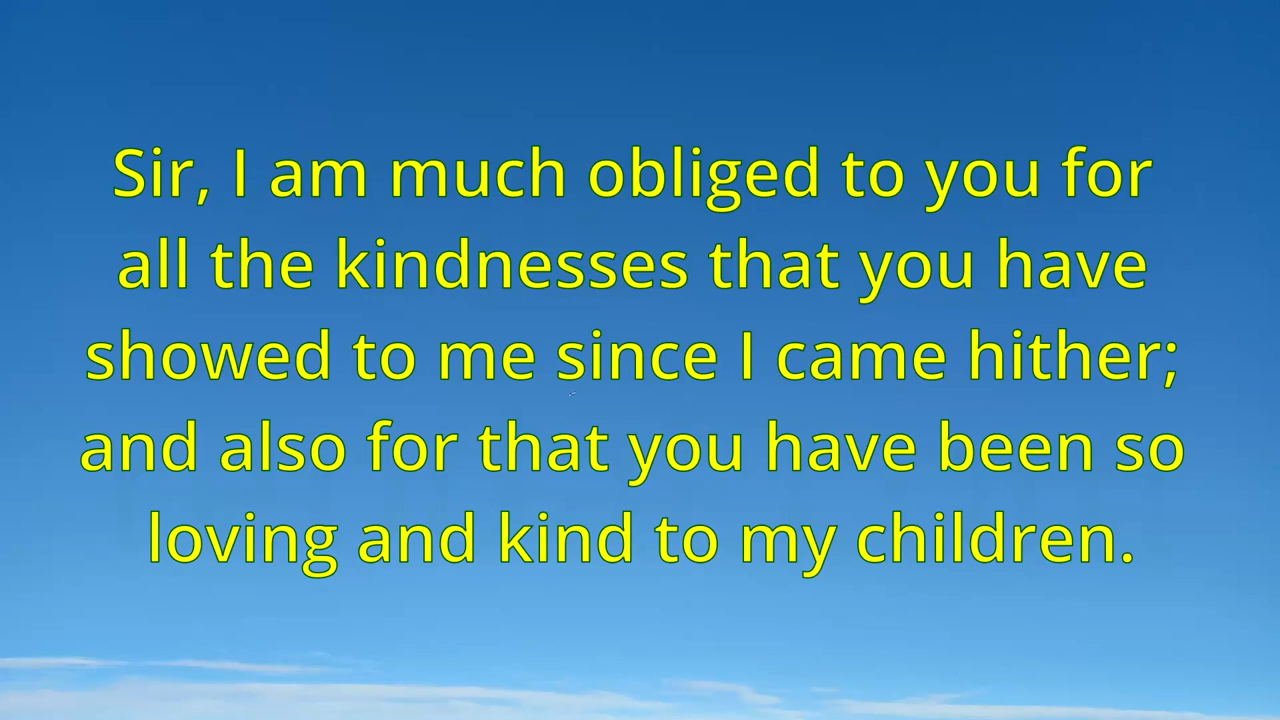 Sir, I am much obliged to you for
all the kindnesses that you have
showed to me since I came hither;
and also for that you have been so
loving and kind to my children.